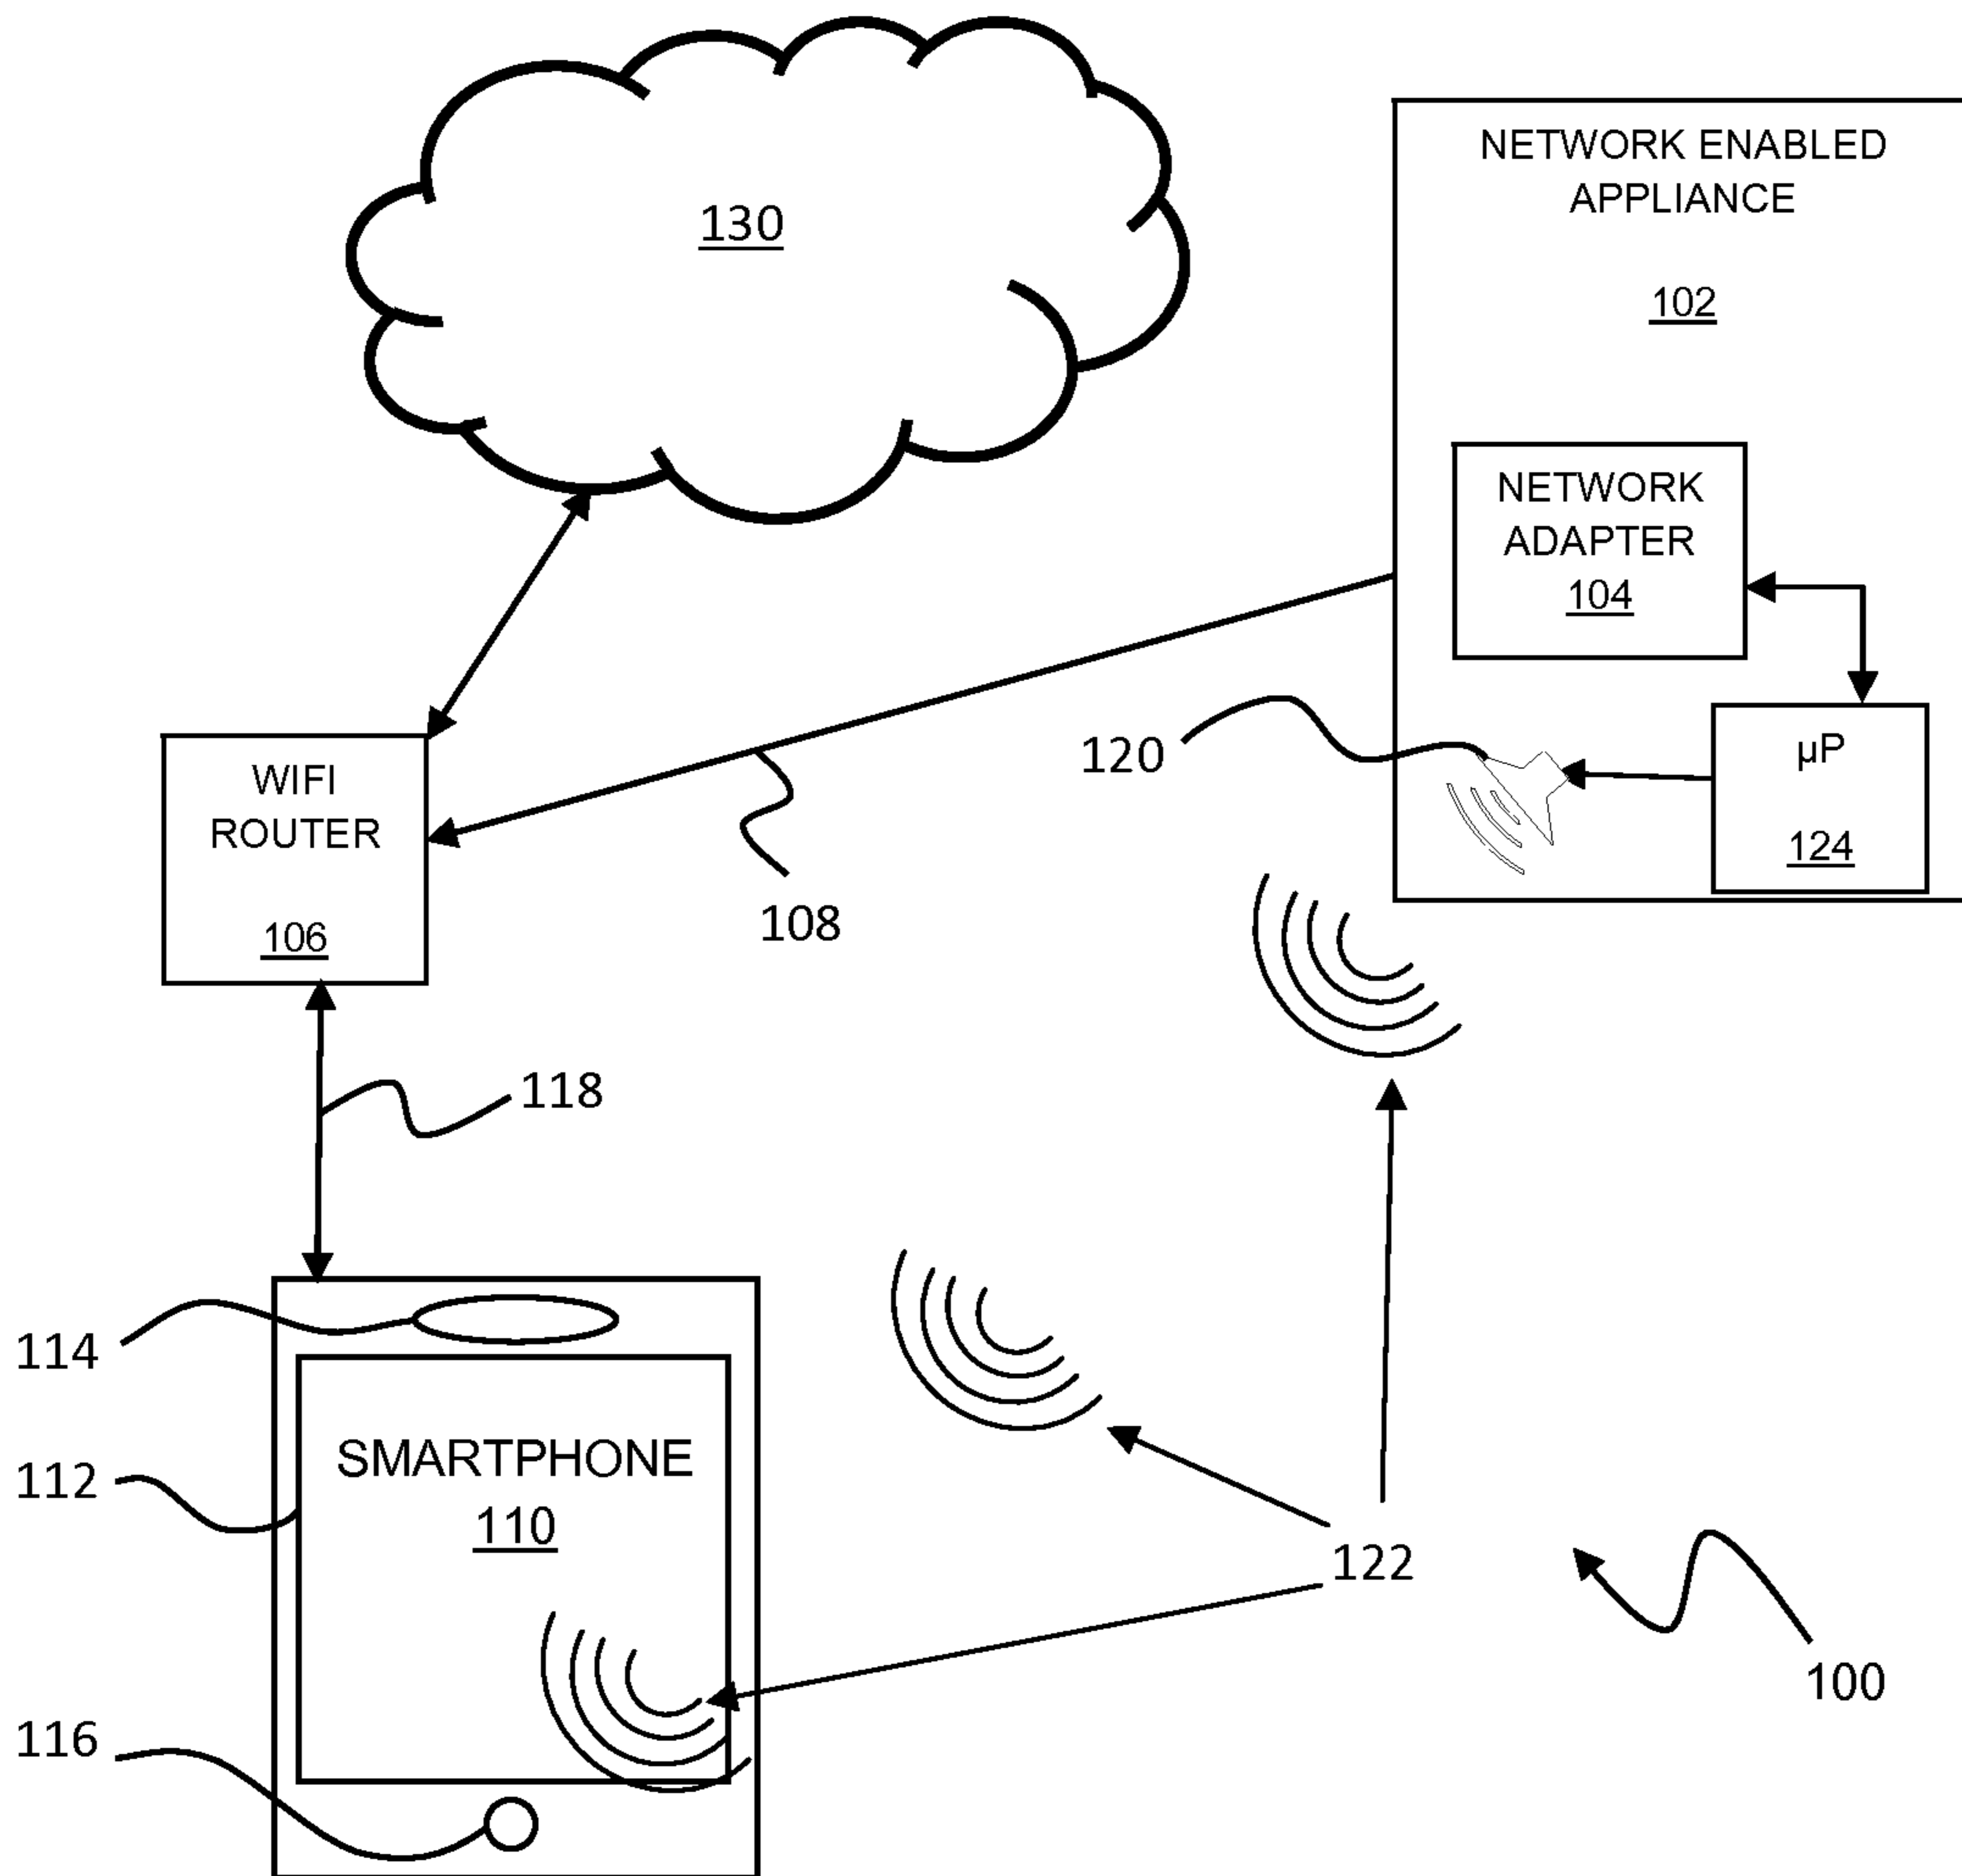 130
NETWORK ENABLED
APPLIANCE
102
NETWORK
ADAPTER
104
120
µP
124
WIFI
ROUTER
106
108
118
114
SMARTPHONE
110
112
122
100
116